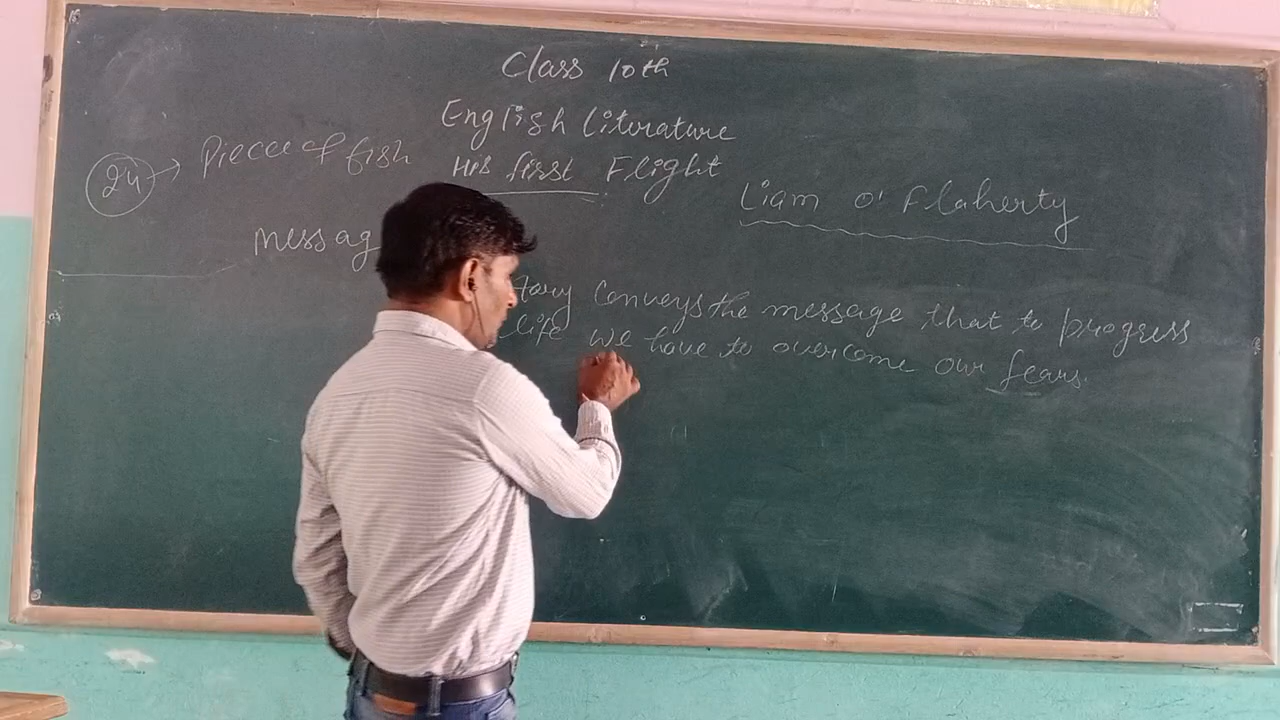 Class 10th
English Literature
His first Flight
Liam O' Flaherty
24 → Piece of fish
messag
tory conveys the message that to progress
life we have to overcome our fears.